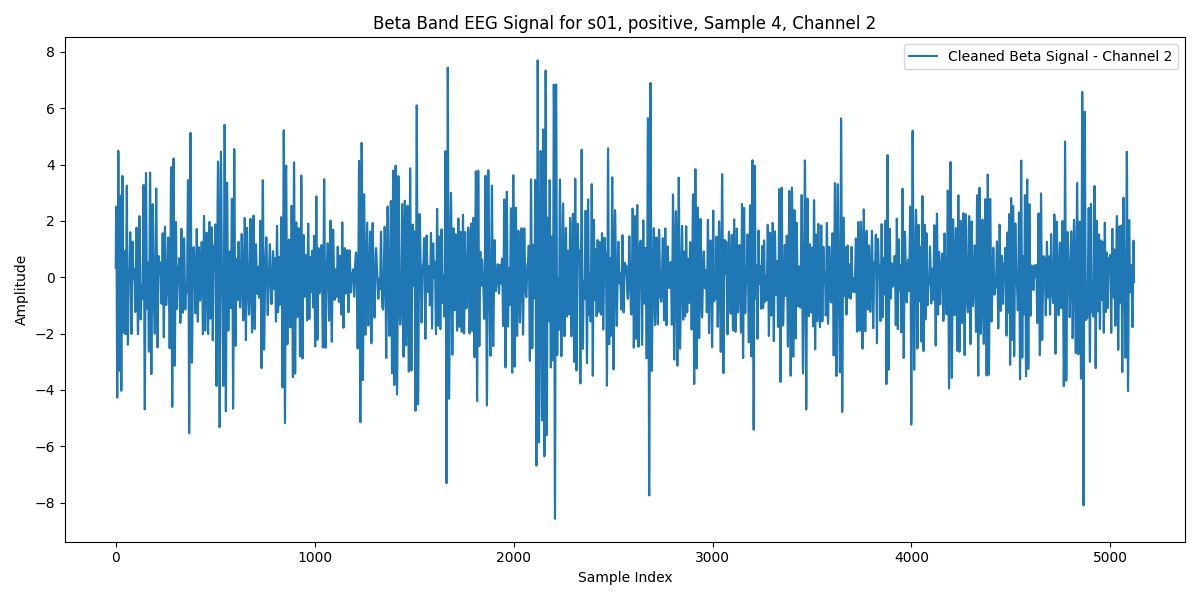 Beta Band EEG Signal for s01, positive, Sample 4, Channel 2
Cleaned Beta Signal - Channel 2
8
6
4
2
0
−2
−4
−6
−8
Amplitude
0 1000 2000 3000 4000 5000
Sample Index